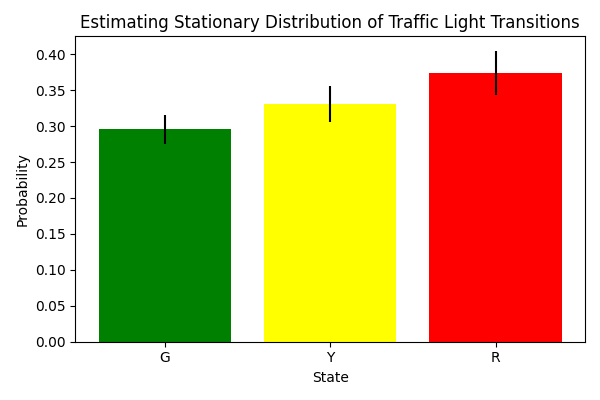 Estimating Stationary Distribution of Traffic Light Transitions
0.40
0.35
0.30
0.25
0.20
0.15
0.10
0.05
0.00
Probability
G Y R
State